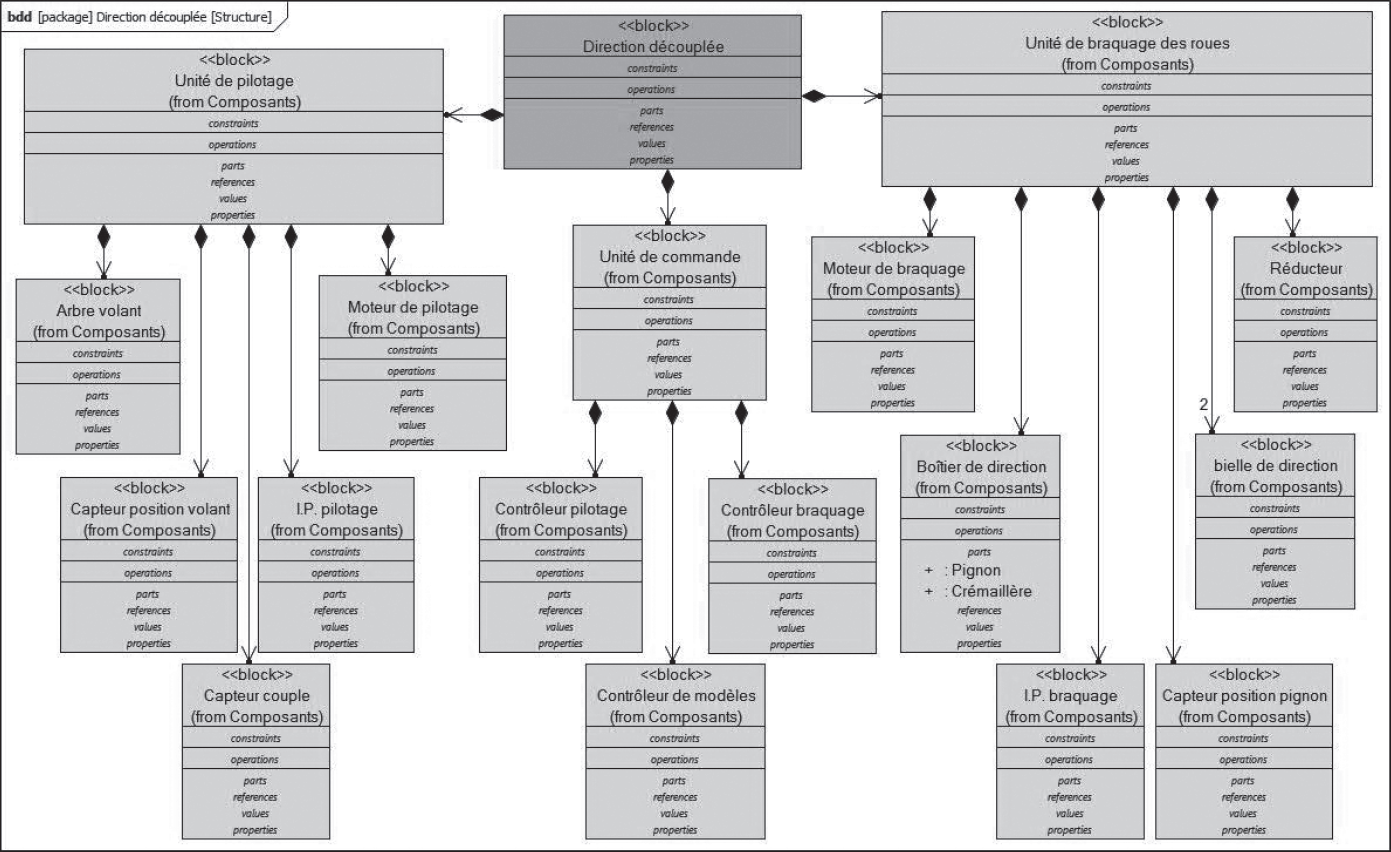 bdd [package] Direction découplée [Structure]
<<block>>
Direction découplée
constraints
operations
parts
references
values
properties
<<block>>
Unité de pilotage
(from Composants)
constraints
operations
parts
references
values
properties
<<block>>
Unité de braquage des roues
(from Composants)
constraints
operations
parts
references
values
properties
<<block>>
Arbre volant
(from Composants)
constraints
operations
parts
references
values
properties
<<block>>
Moteur de pilotage
(from Composants)
constraints
operations
parts
references
values
properties
<<block>>
Unité de commande
(from Composants)
constraints
operations
parts
references
values
properties
<<block>>
Moteur de braquage
(from Composants)
constraints
operations
parts
references
values
properties
<<block>>
Réducteur
(from Composants)
constraints
operations
parts
references
values
properties
2
<<block>>
Capteur position volant
(from Composants)
constraints
operations
parts
references
values
properties
<<block>>
I.P. pilotage
(from Composants)
constraints
operations
parts
references
values
properties
<<block>>
Contrôleur pilotage
(from Composants)
constraints
operations
parts
references
values
properties
<<block>>
Contrôleur braquage
(from Composants)
constraints
operations
parts
references
values
properties
<<block>>
Boîtier de direction
(from Composants)
constraints
operations
parts
+ : Pignon
+ : Crémaillère
references
values
properties
<<block>>
bielle de direction
(from Composants)
constraints
operations
parts
references
values
properties
<<block>>
Capteur couple
(from Composants)
constraints
operations
parts
references
values
properties
<<block>>
Contrôleur de modèles
(from Composants)
constraints
operations
parts
references
values
properties
<<block>>
I.P. braquage
(from Composants)
constraints
operations
parts
references
values
properties
<<block>>
Capteur position pignon
(from Composants)
constraints
operations
parts
references
values
properties